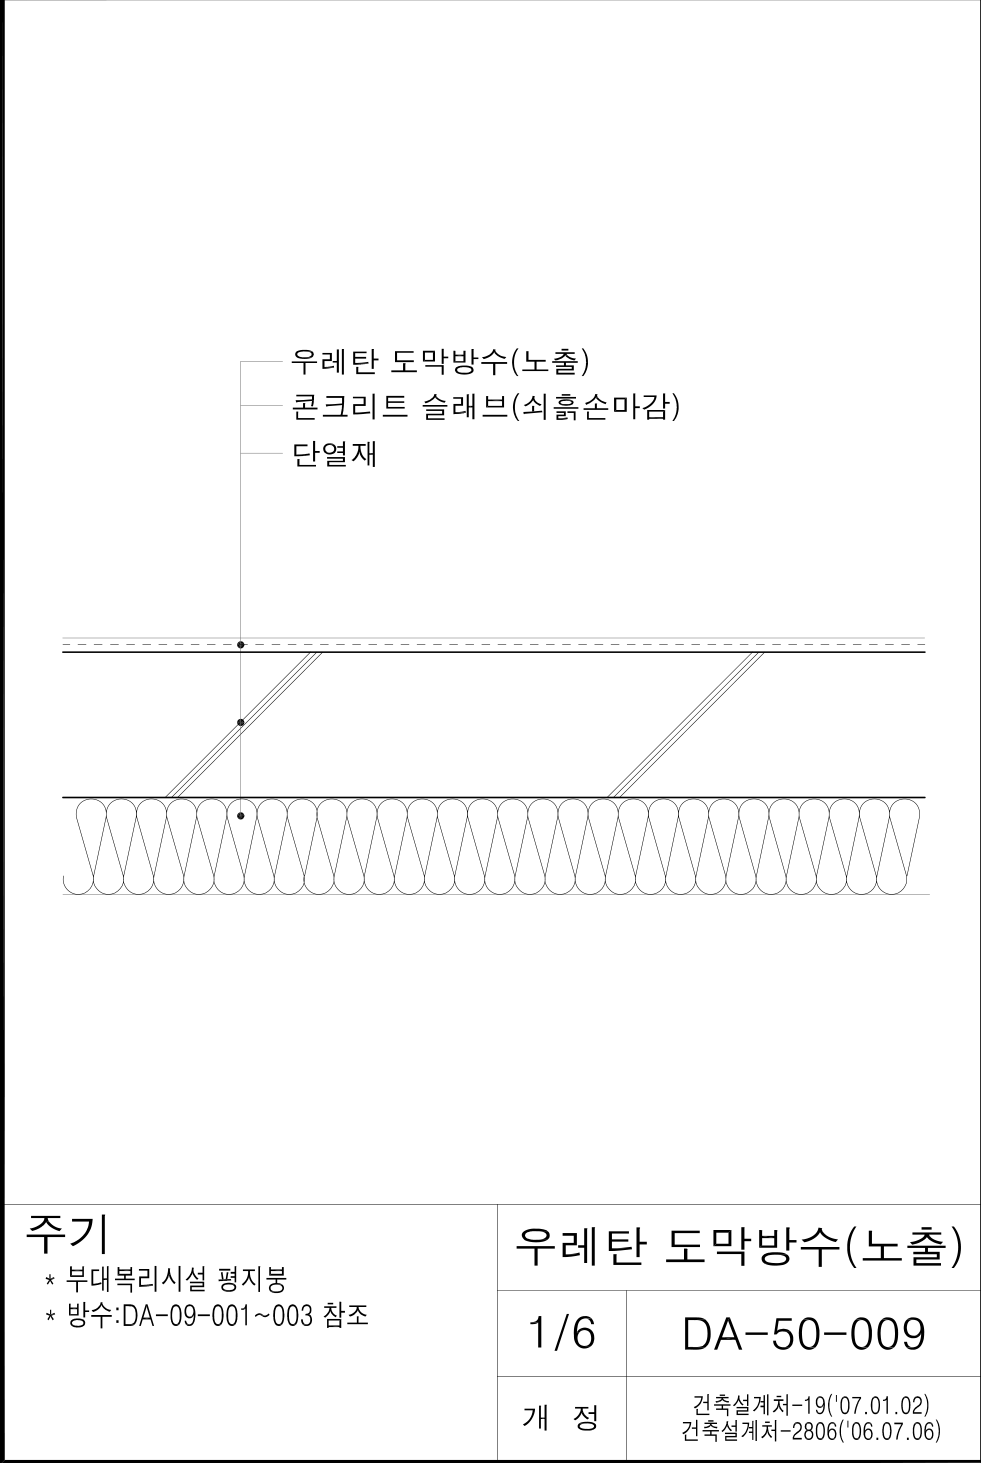 우레탄 도막방수(노출)
콘크리트 슬래브(쇠흙손마감)
단열재
주기
* 부대복리시설 평지붕
* 방수:DA-09-001~003 참조
우레탄 도막방수(노출)
1/6
DA-50-009
개 정
건축설계처-19('07.01.02)
건축설계처-2806('06.07.06)